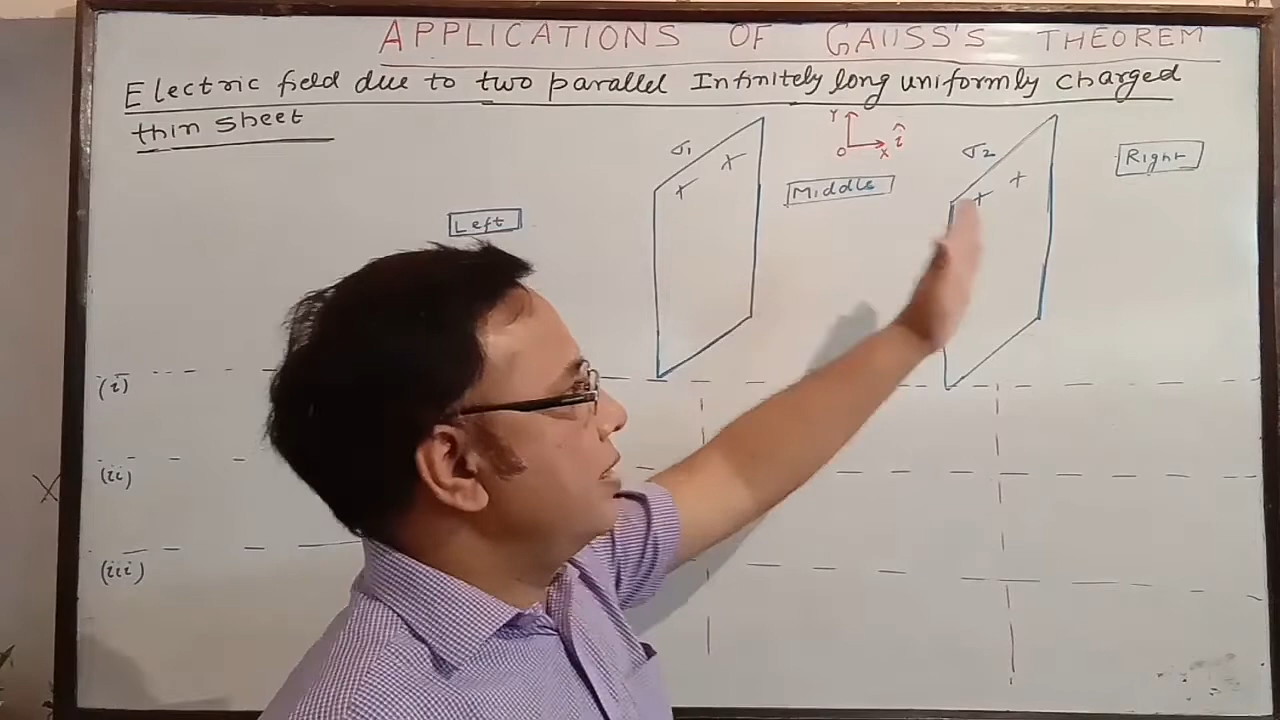 APPLICATIONS OF GAUSS'S THEOREM
Electric field due to two parallel Infinitely long uniformly charged
thin sheet
σ1
+ +
Y
O X î
σ2
+ +
Left
Middle
Right
(i)
(ii)
(iii)
X